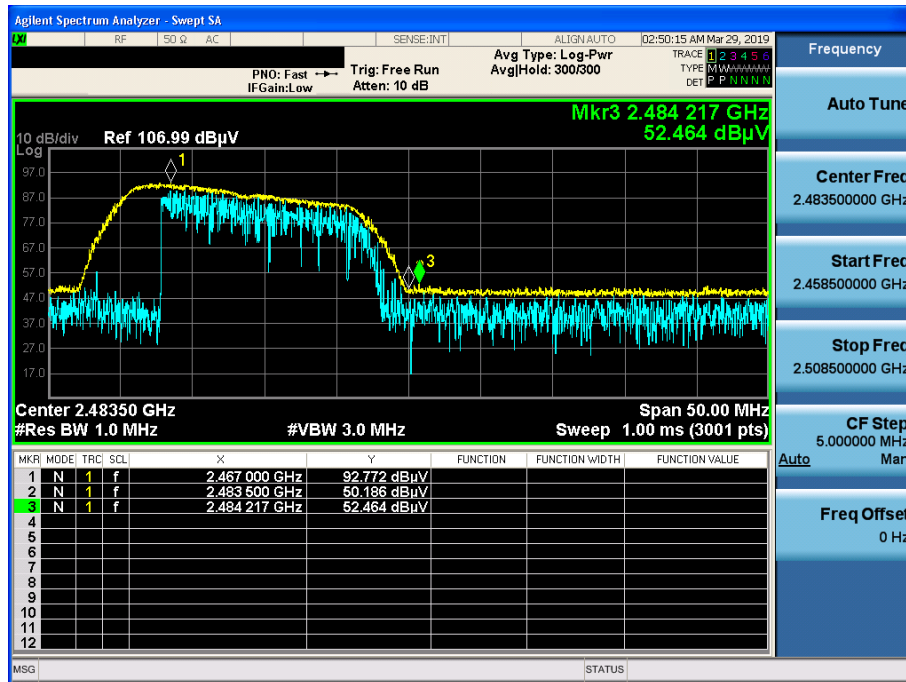 Agilent Spectrum Analyzer - Swept SA
LXI RF 50 Ω AC SENSE:INT ALIGN AUTO 02:50:15 AM Mar 29, 2019
Frequency
PNO: Fast
IFGain:Low
Trig: Free Run
Atten: 10 dB
Avg Type: Log-Pwr
Avg|Hold: 300/300
TRACE 1 2 3 4 5 6
TYPE M
DET P P N N N N
Auto Tune
Mkr3 2.484 217 GHz
52.464 dBµV
10 dB/div Ref 106.99 dBµV
Log
97.0
87.0
77.0
67.0
57.0
47.0
37.0
27.0
17.0
1
3
Center 2.48350 GHz Span 50.00 MHz
#Res BW 1.0 MHz #VBW 3.0 MHz Sweep 1.00 ms (3001 pts)
Center Freq
2.483500000 GHz
Start Freq
2.458500000 GHz
Stop Freq
2.508500000 GHz
CF Step
5.000000 MHz
Auto Man
Freq Offset
0 Hz
MKR MODE TRC SCL X Y FUNCTION FUNCTION WIDTH FUNCTION VALUE
1 N 1 f 2.467 000 GHz 92.772 dBµV
2 N 1 f 2.483 500 GHz 50.186 dBµV
3 N 1 f 2.484 217 GHz 52.464 dBµV
4
5
6
7
8
9
10
11
12
MSG STATUS